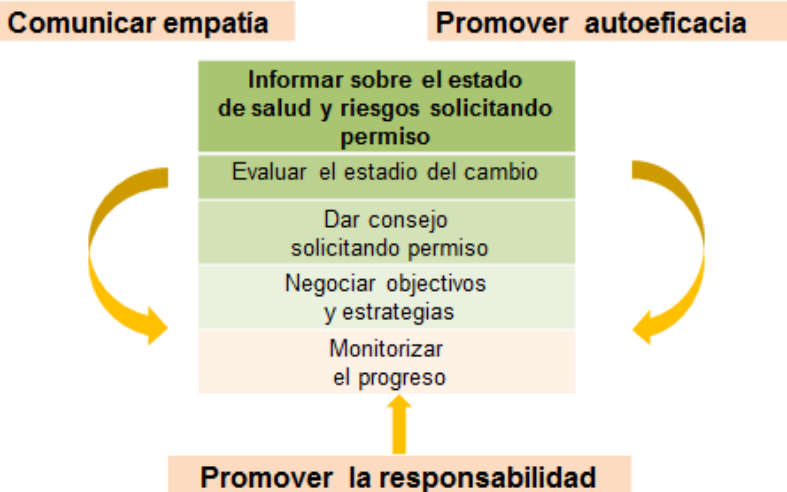 Comunicar empatía
Promover autoeficacia
Informar sobre el estado
de salud y riesgos solicitando
permiso
Evaluar el estadio del cambio
Dar consejo
solicitando permiso
Negociar objectivos
y estrategias
Monitorizar
el progreso
Promover la responsabilidad